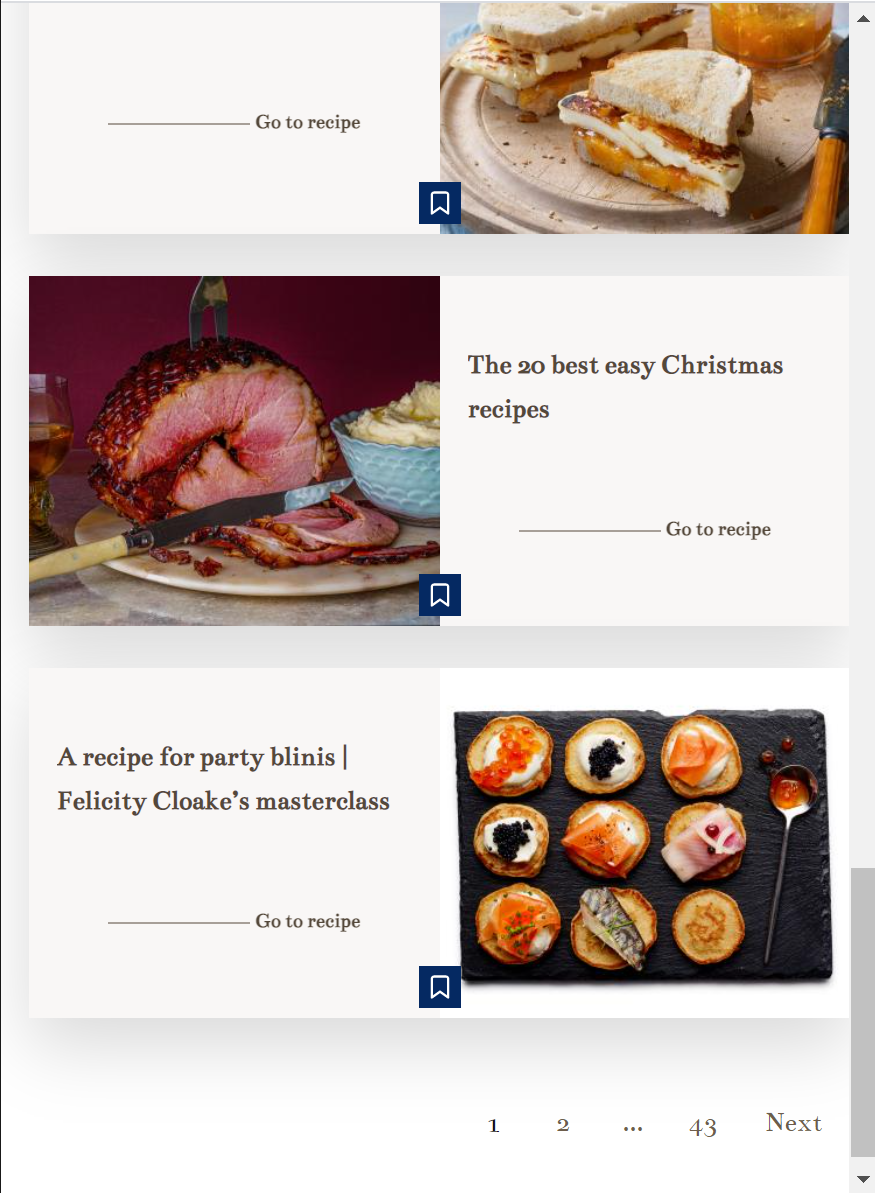 Go to recipe
The 20 best easy Christmas
recipes
Go to recipe
A recipe for party blinis |
Felicity Cloake’s masterclass
Go to recipe
1 2 ... 43 Next